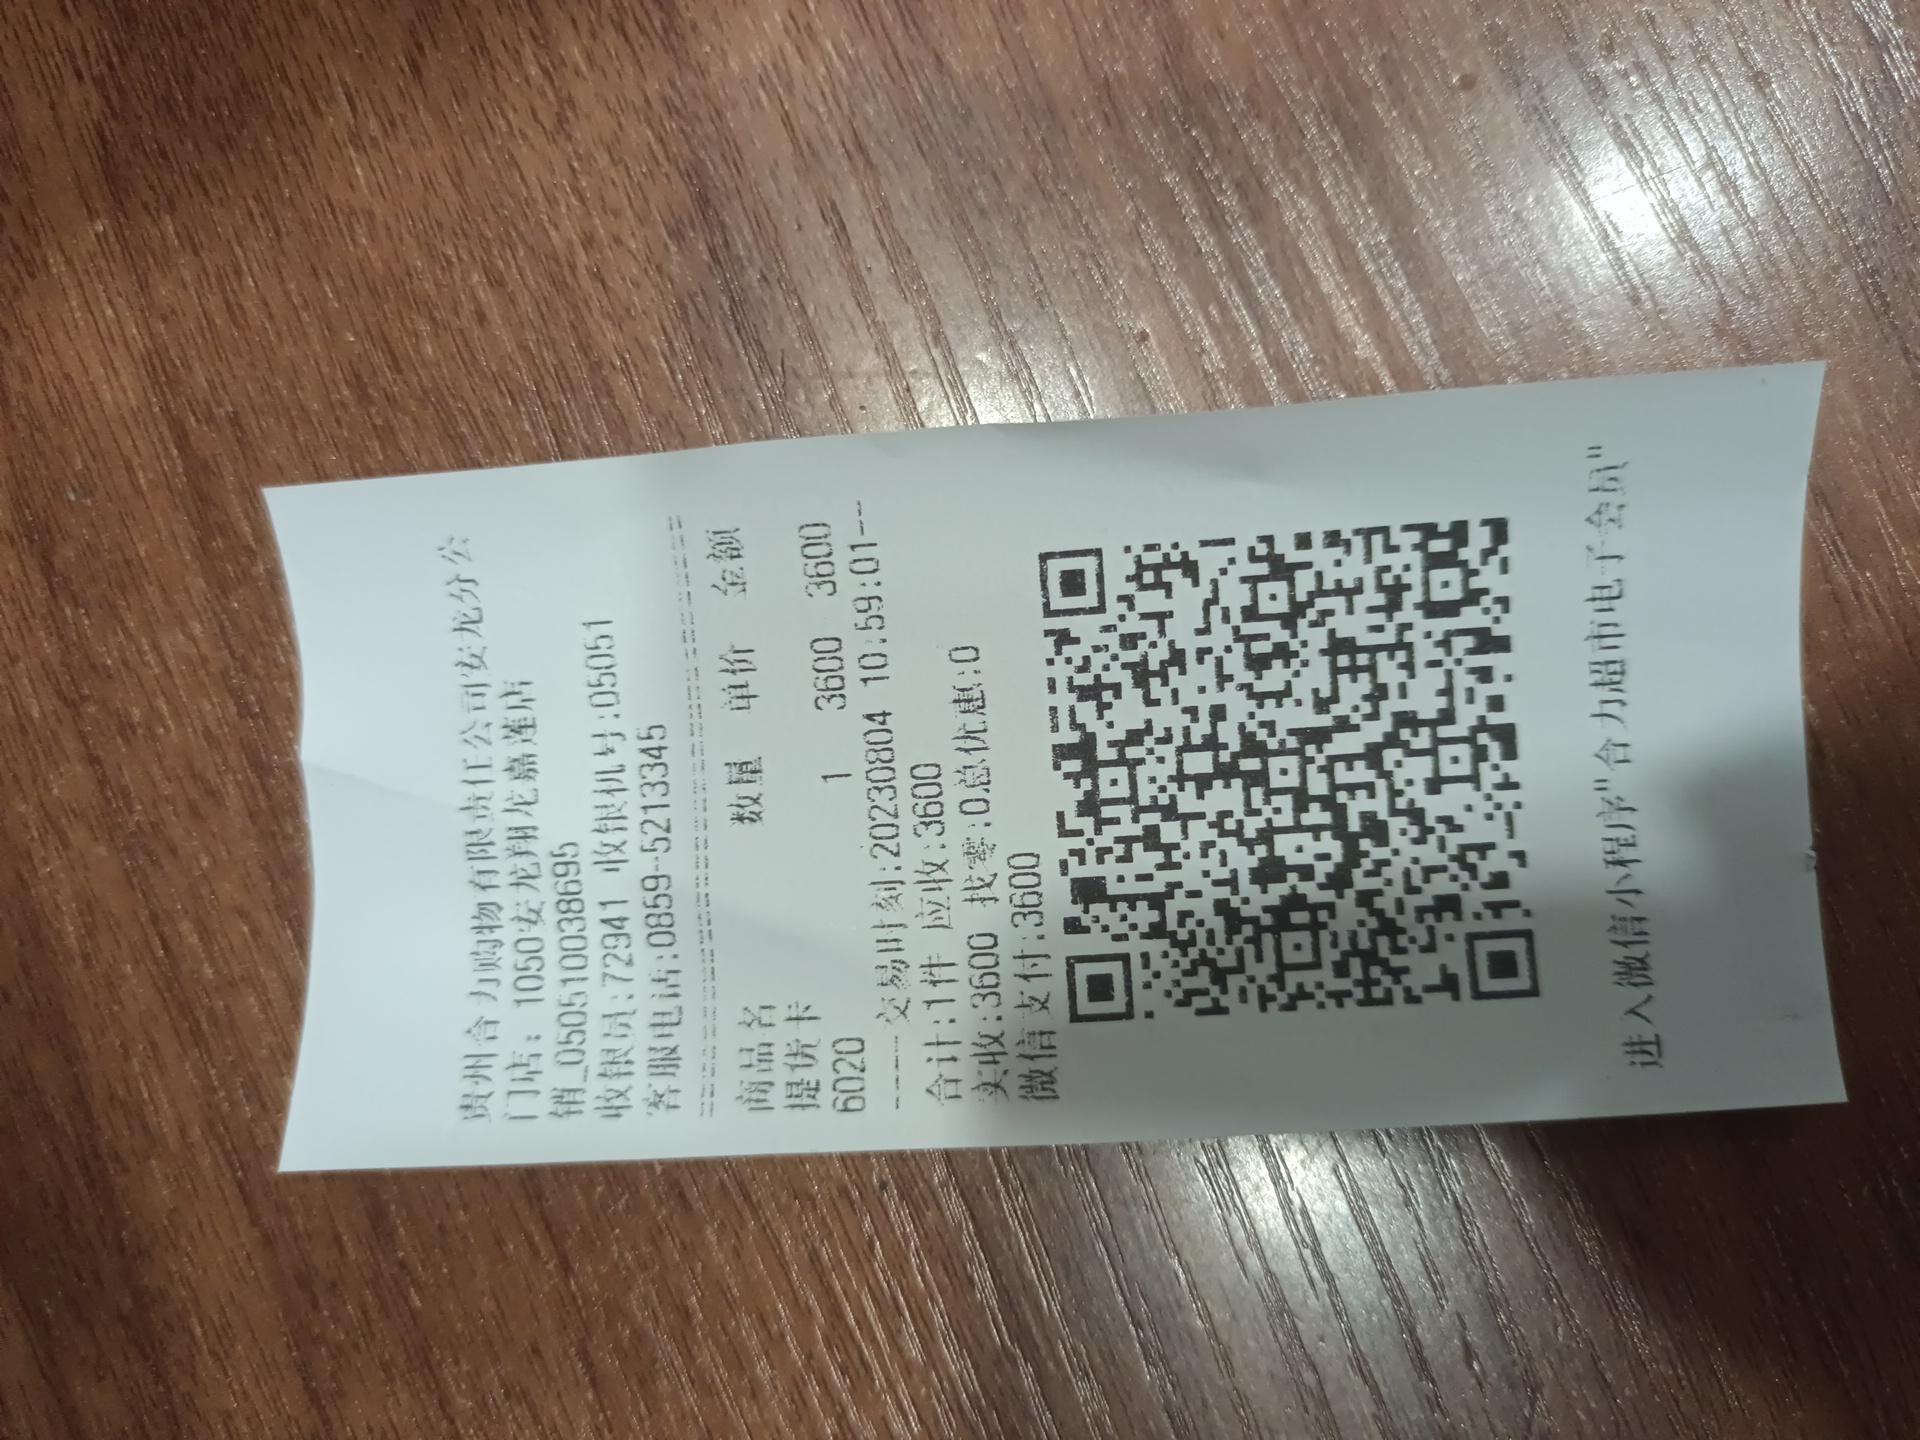 贵州合力购物有限责任公司安龙分公
门店：1050安龙翔龙嘉莲店
销_0505110038695
收银员:72941 收银机号:05051
客服电话:0859-5213345
商品名 数量 单价 金额
提货卡
6020 1 3600 3600
----交易时刻:20230804 10:59:01--
合计:1件 应收:3600
实收:3600 找零:0总优惠:0
微信支付:3600
进入微信小程序"合力超市电子会员"